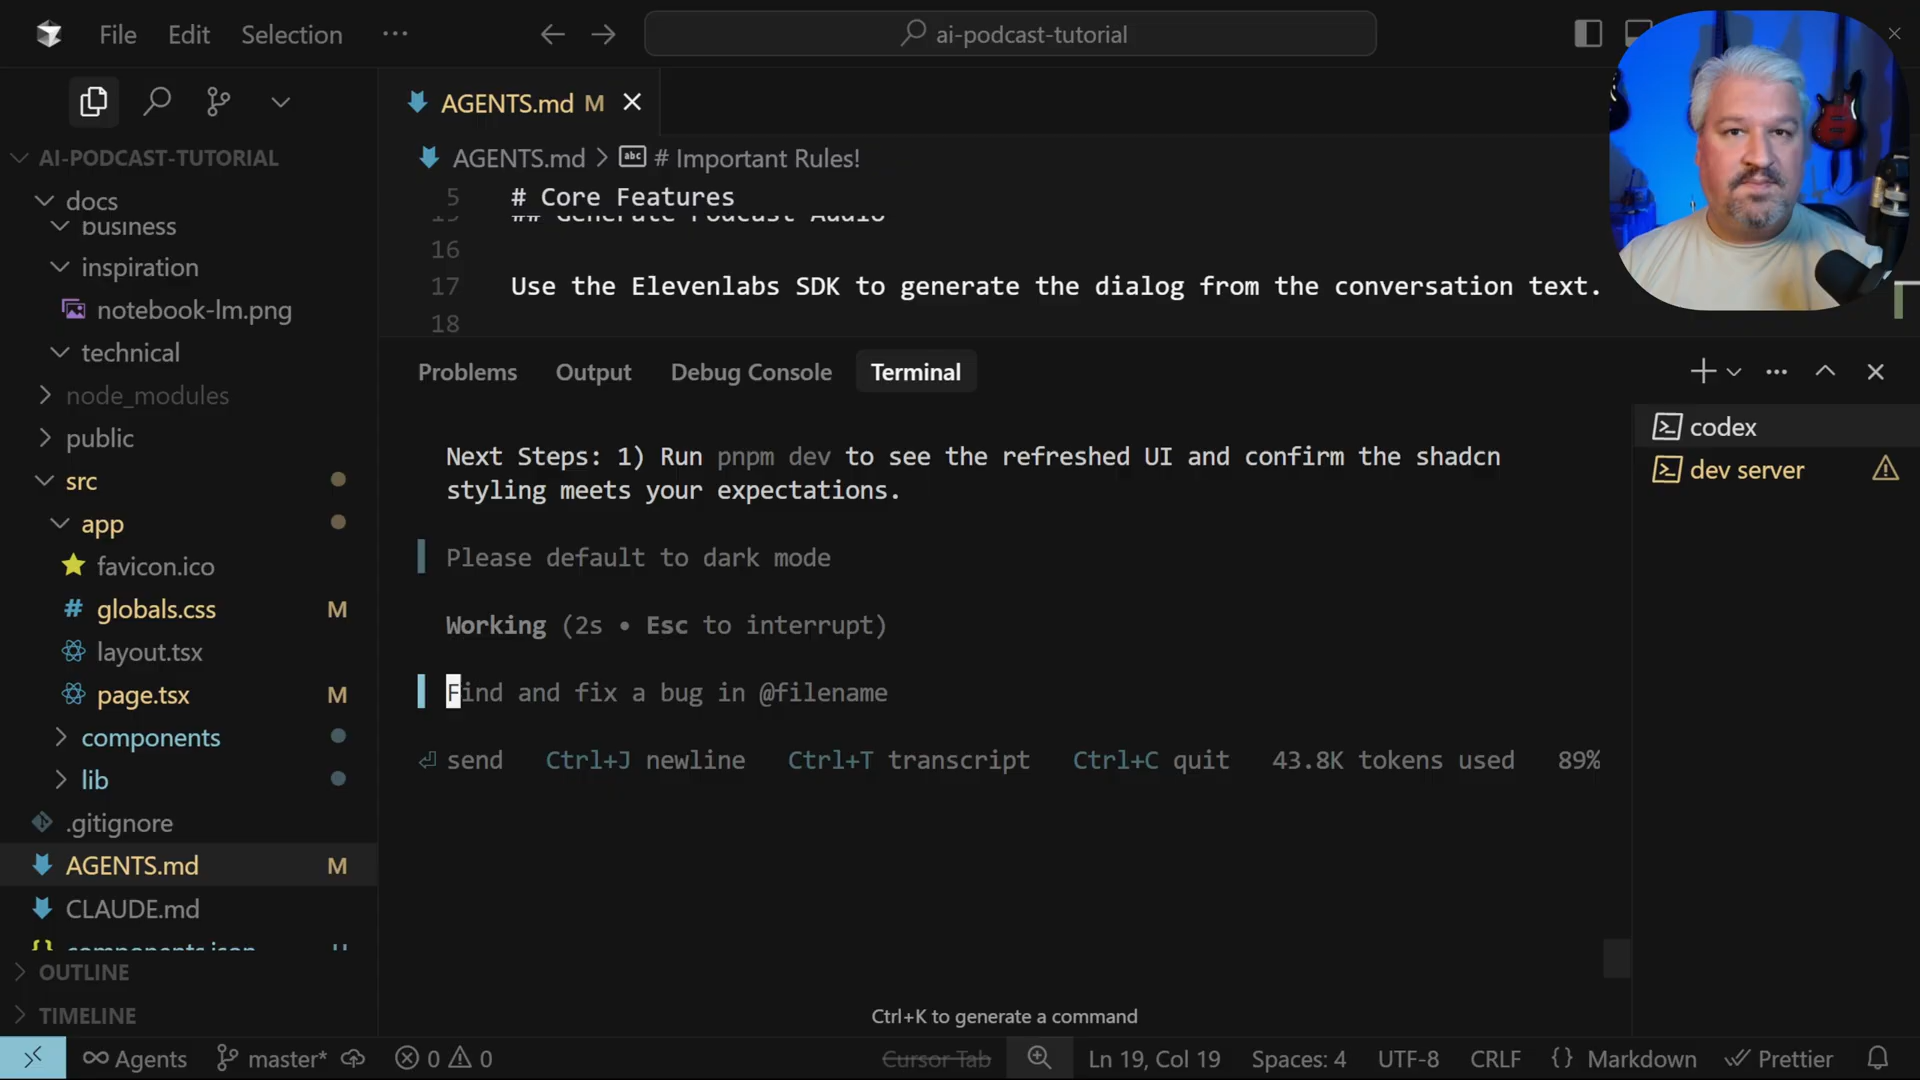 File Edit Selection ···
ai-podcast-tutorial
AI-PODCAST-TUTORIAL
docs
business
inspiration
notebook-lm.png
technical
node_modules
public
src
app
favicon.ico
globals.css M
layout.tsx
page.tsx M
components
lib
.gitignore
AGENTS.md M
CLAUDE.md
components.json U
OUTLINE
TIMELINE
AGENTS.md M
AGENTS.md > abc # Important Rules!
5 # Core Features
15 ## Generate Podcast Audio
16
17 Use the Elevenlabs SDK to generate the dialog from the conversation text.
18
Problems Output Debug Console Terminal
Next Steps: 1) Run pnpm dev to see the refreshed UI and confirm the shadcn
styling meets your expectations.
Please default to dark mode
Working (2s • Esc to interrupt)
Find and fix a bug in @filename
⏎ send Ctrl+J newline Ctrl+T transcript Ctrl+C quit 43.8K tokens used 89%
Ctrl+K to generate a command
codex
dev server
Agents master* 0 0 Cursor Tab Ln 19, Col 19 Spaces: 4 UTF-8 CRLF {} Markdown Prettier